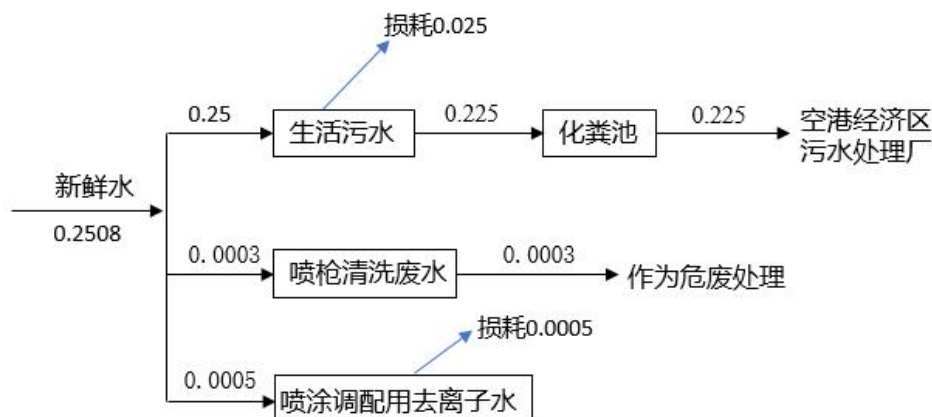 损耗0.025
0.25
生活污水
0.225
化粪池
0.225
空港经济区
污水处理厂
新鲜水
0.2508
0.0003
喷枪清洗废水
0.0003
作为危废处理
损耗0.0005
0.0005
喷涂调配用去离子水